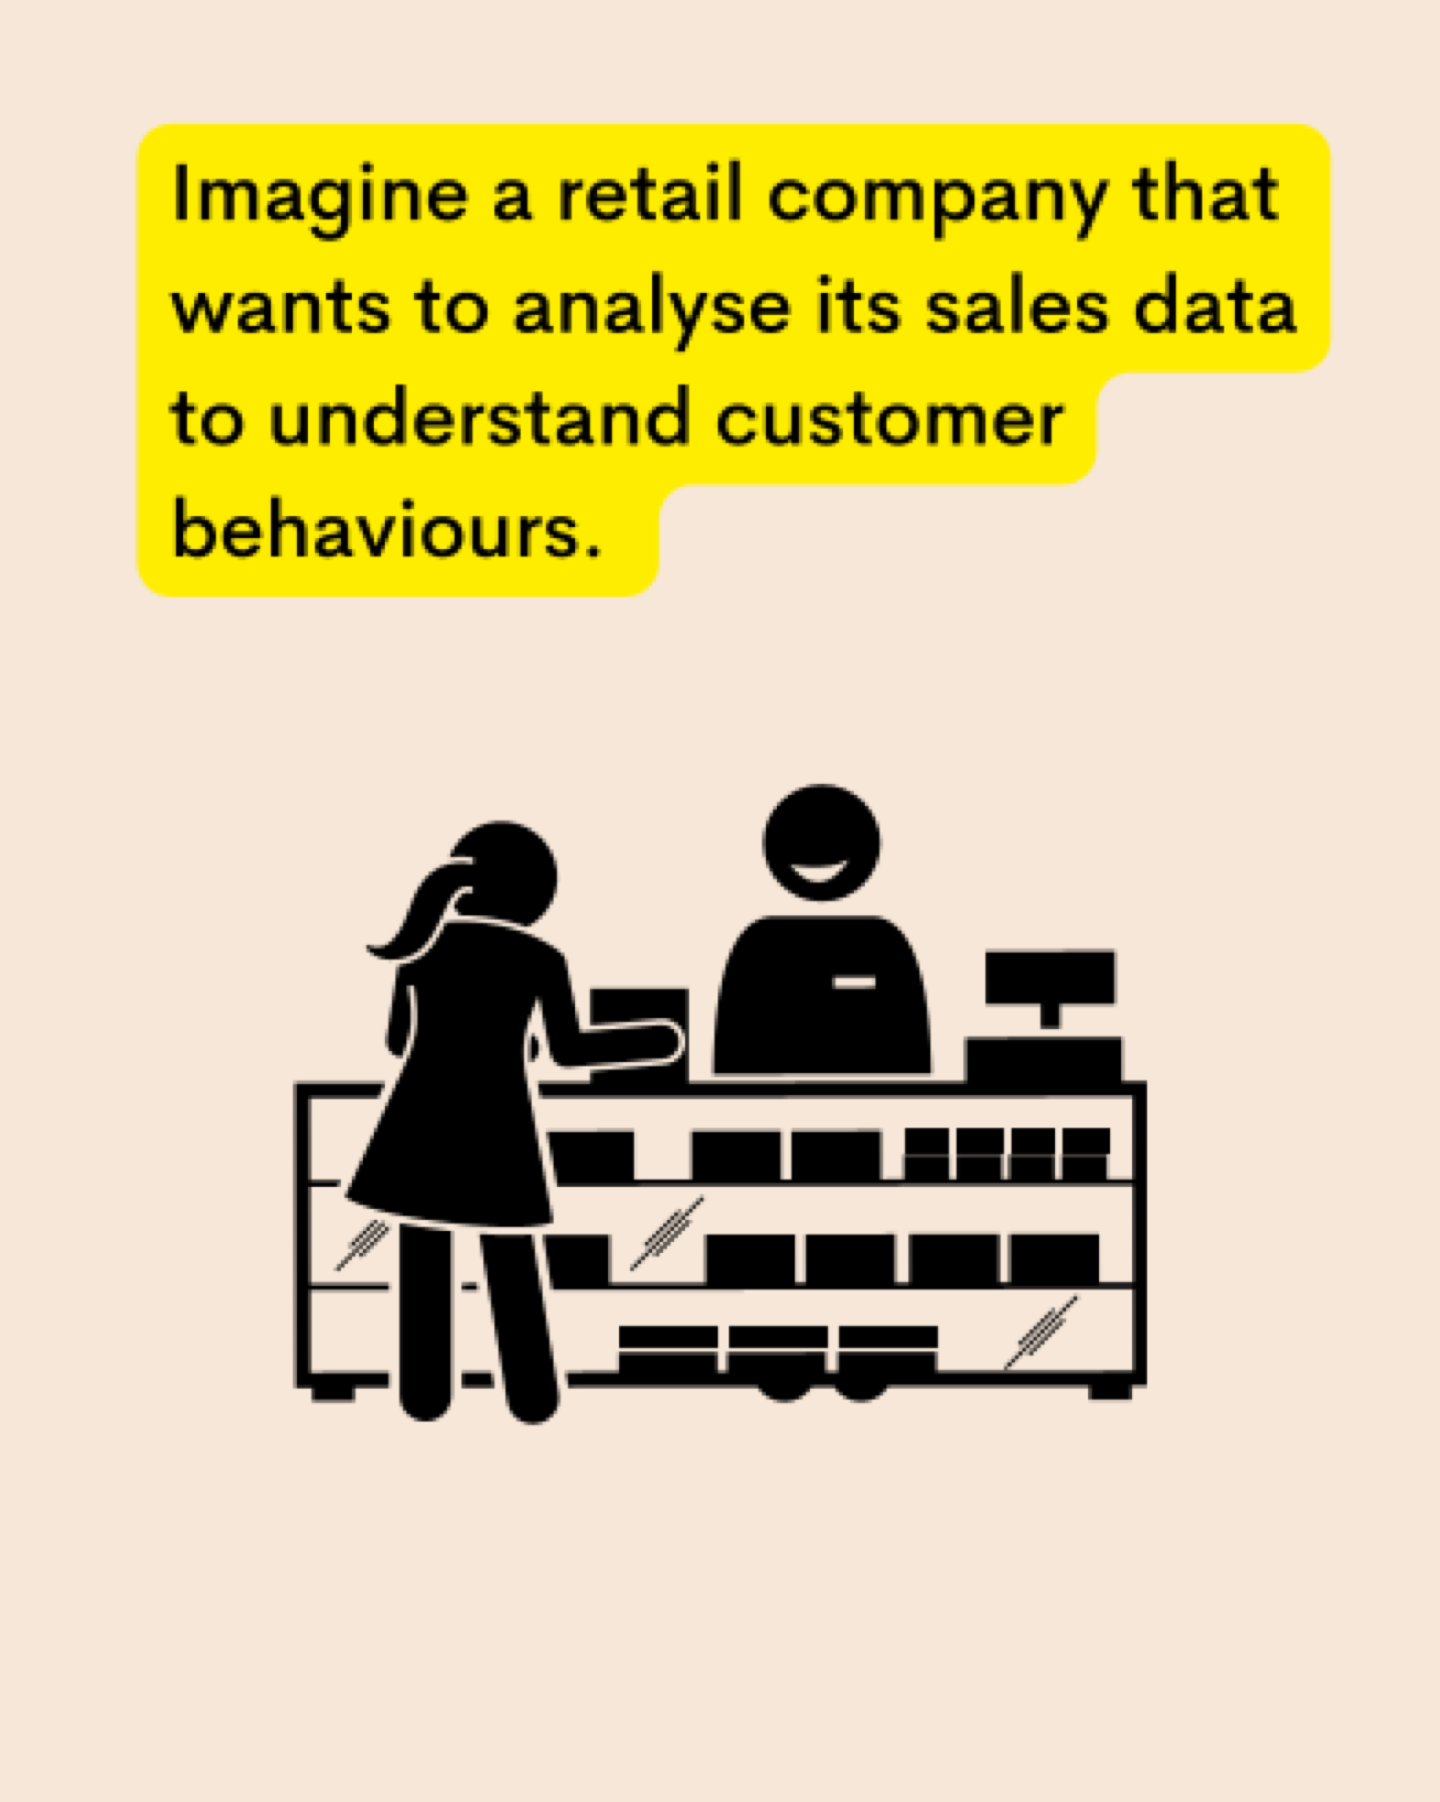 Imagine a retail company that
wants to analyse its sales data
to understand customer
behaviours.